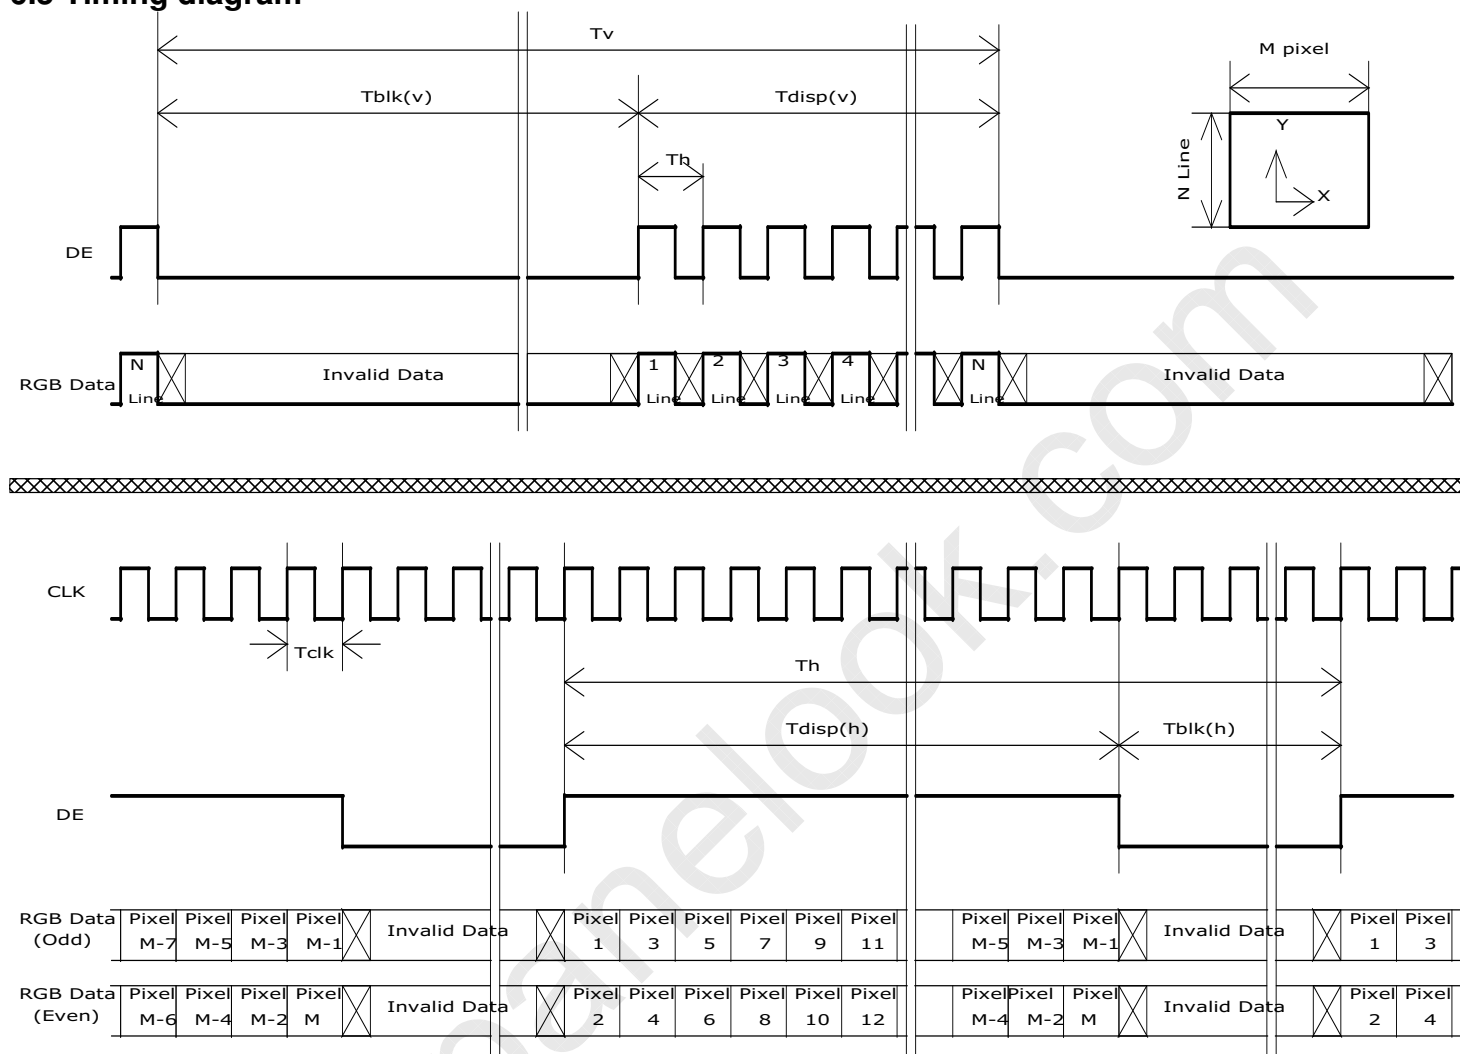 Timing diagram
Tv
M pixel
Tblk(v)
Tdisp(v)
Y
N Line
Th
X
DE
N
1
2
3
4
N
RGB Data
Invalid Data
Invalid Data
Line
Line
Line
Line
Line
Line
CLK
Tclk
Th
Tdisp(h)
Tblk(h)
DE
RGB Data
Pixel Pixel Pixel Pixel
Invalid Data
Pixel Pixel Pixel Pixel Pixel Pixel
Pixel Pixel Pixel
Invalid Data
Pixel Pixel
(Odd)
M-7 M-5 M-3 M-1
1 3 5 7 9 11
M-5 M-3 M-1
1 3
RGB Data
Pixel Pixel Pixel Pixel
Invalid Data
Pixel Pixel Pixel Pixel Pixel Pixel
Pixel Pixel Pixel
Invalid Data
Pixel Pixel
(Even)
M-6 M-4 M-2 M
2 4 6 8 10 12
M-4 M-2 M
2 4
panelook.com